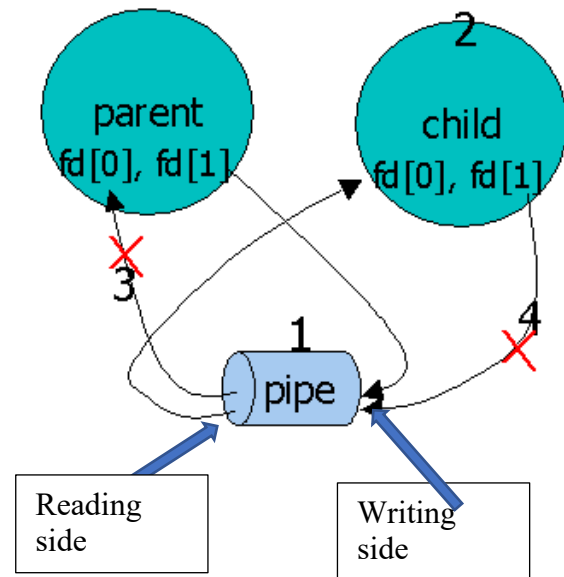 2
parent
child
fd[0], fd[1]
fd[0], fd[1]
3
4
1
pipe
Reading
side
Writing
side